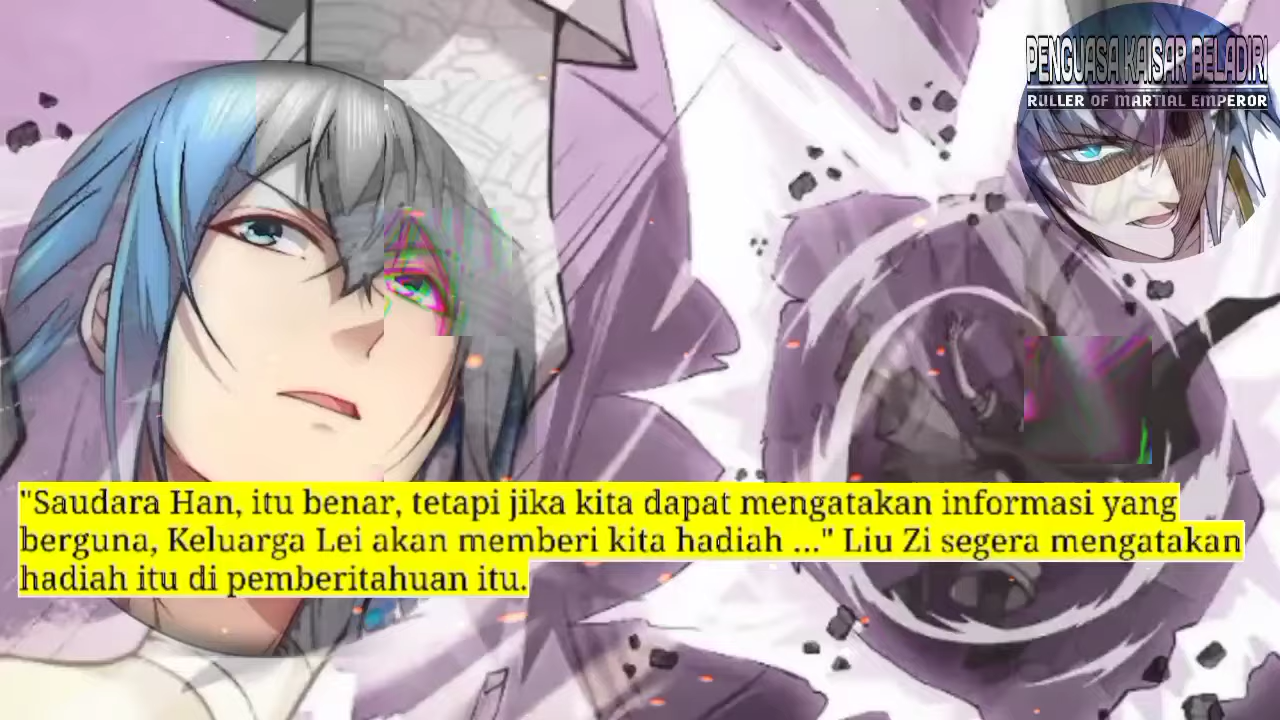 PENGUASA KAISAR BELADIRI
RULLER OF MARTIAL EMPEROR
"Saudara Han, itu benar, tetapi jika kita dapat mengatakan informasi yang
berguna, Keluarga Lei akan memberi kita hadiah ..." Liu Zi segera mengatakan
hadiah itu di pemberitahuan itu.